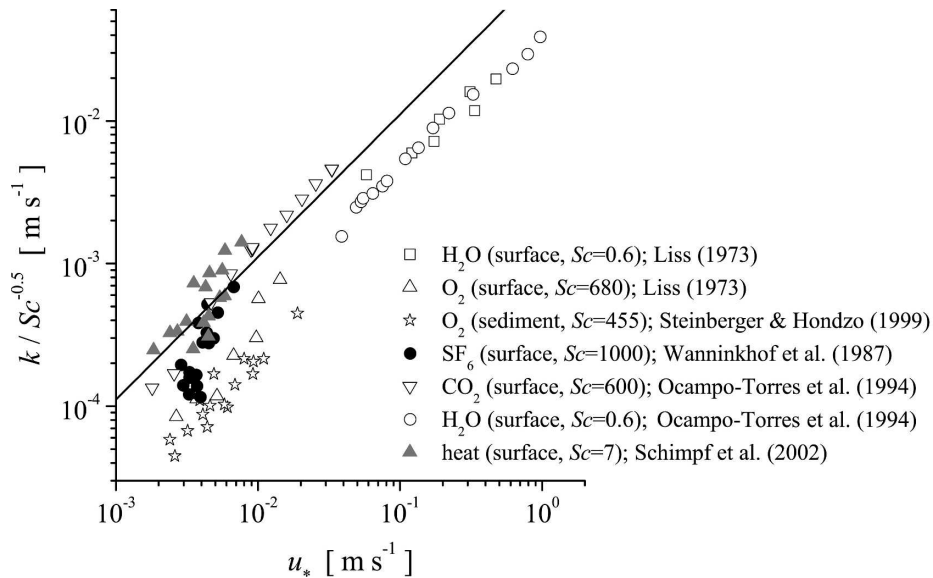 10⁻²
10⁻³
10⁻⁴
k / Sc⁻⁰·⁵ [ m s⁻¹ ]
H₂O (surface, Sc=0.6); Liss (1973)
O₂ (surface, Sc=680); Liss (1973)
O₂ (sediment, Sc=455); Steinberger & Hondzo (1999)
SF₆ (surface, Sc=1000); Wanninkhof et al. (1987)
CO₂ (surface, Sc=600); Ocampo-Torres et al. (1994)
H₂O (surface, Sc=0.6); Ocampo-Torres et al. (1994)
heat (surface, Sc=7); Schimpf et al. (2002)
10⁻³ 10⁻² 10⁻¹ 10⁰
u* [ m s⁻¹ ]